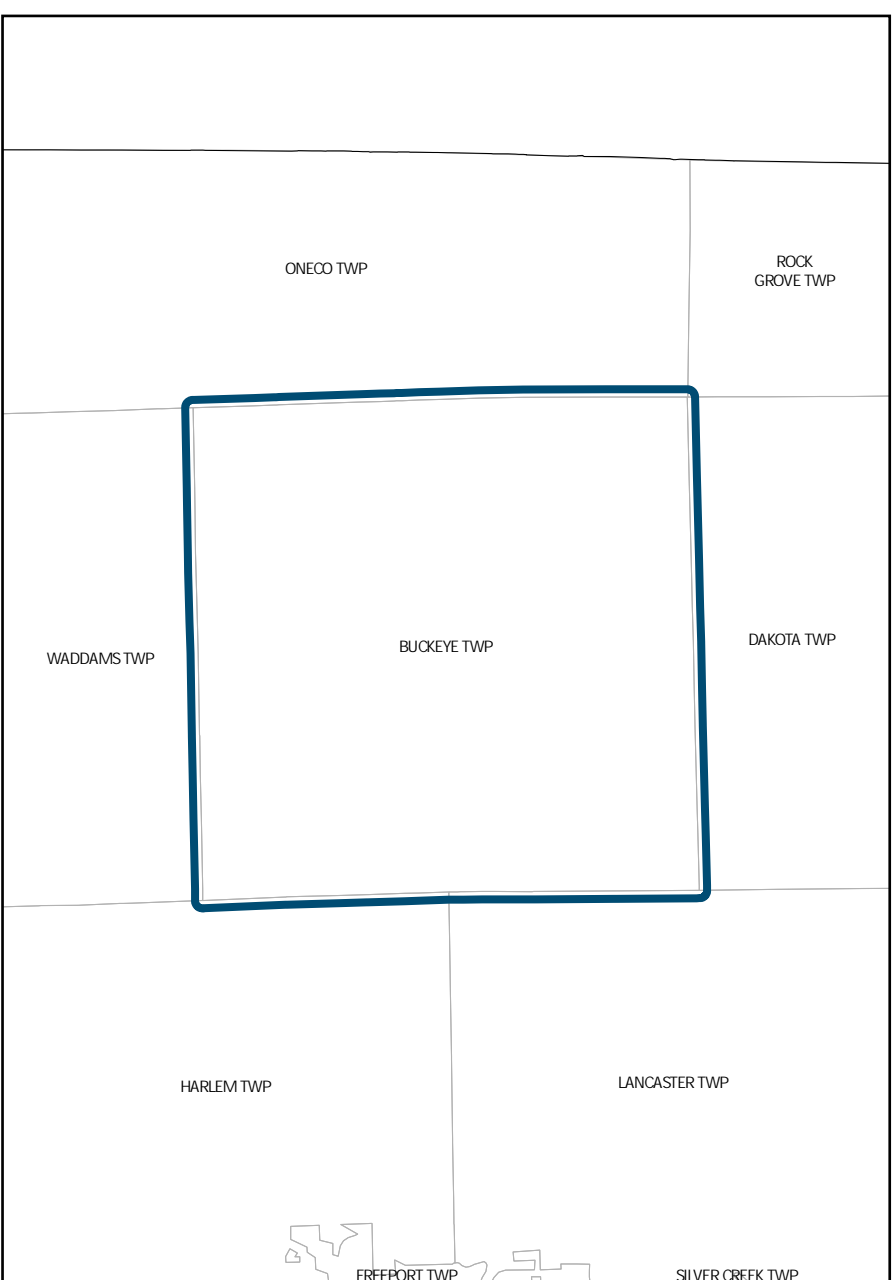 ONECO TWP
ROCK
GROVE TWP
WADDAMS TWP
BUCKEYE TWP
DAKOTA TWP
HARLEM TWP
LANCASTER TWP
FREEPORT TWP
SILVER CREEK TWP